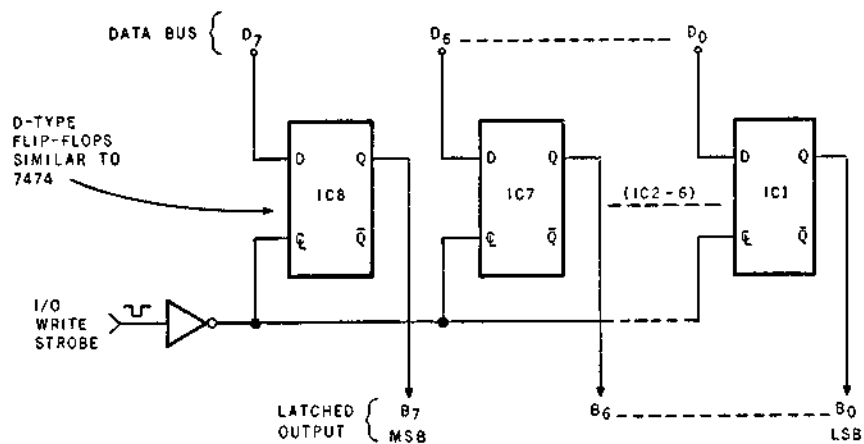 DATA BUS { D7 D6 D0
D-TYPE
FLIP-FLOPS
SIMILAR TO
7474
D Q
IC8
℄ Q̅
D Q
IC7
℄ Q̅
(IC2-6)
D Q
IC1
℄ Q̅
I/O
WRITE
STROBE
LATCHED
OUTPUT
B7
MSB
B6
B0
LSB